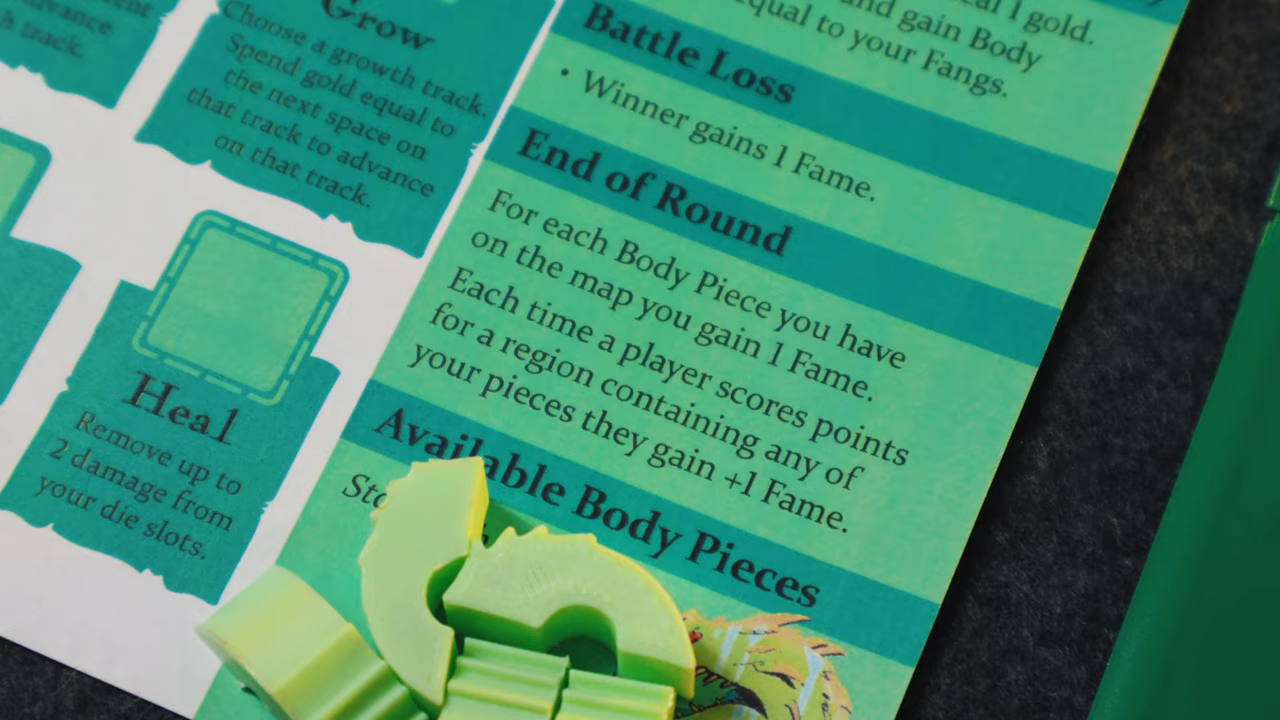 advance
track.
Grow
Choose a growth track.
Spend gold equal to
the next space on
that track to advance
on that track.
Heal
Remove up to
2 damage from
your die slots.
1 gold.
and gain Body
equal to your Fangs.
Battle Loss
• Winner gains 1 Fame.
End of Round
For each Body Piece you have
on the map you gain 1 Fame.
Each time a player scores points
for a region containing any of
your pieces they gain +1 Fame.
Available Body Pieces